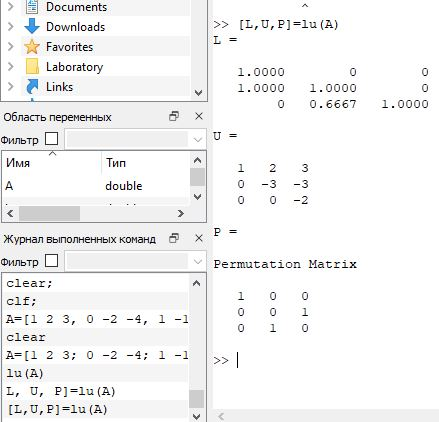 Documents
Downloads
Favorites
Laboratory
Links
Область переменных
Фильтр
Имя Тип
A double
Журнал выполненных команд
Фильтр
clear;
clf;
A=[1 2 3, 0 -2 -4, 1 -1
clear
A=[1 2 3; 0 -2 -4; 1 -1
lu(A)
L, U, P]=lu(A)
[L,U,P]=lu(A)
^
>> [L,U,P]=lu(A)
L =
1.0000 0 0
1.0000 1.0000 0
0 0.6667 1.0000
U =
1 2 3
0 -3 -3
0 0 -2
P =
Permutation Matrix
1 0 0
0 0 1
0 1 0
>>